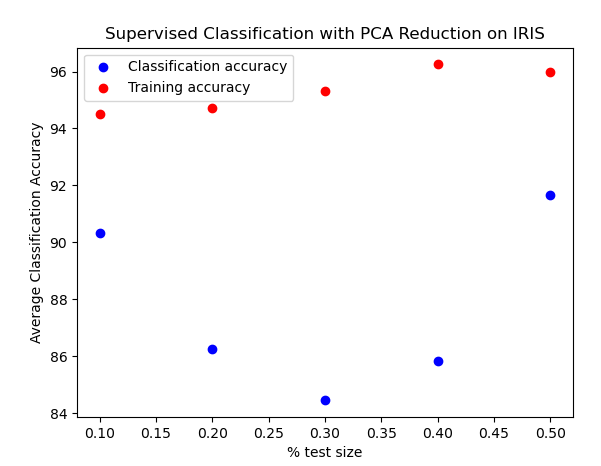 Supervised Classification with PCA Reduction on IRIS
Classification accuracy
Training accuracy
Average Classification Accuracy
96
94
92
90
88
86
84
0.10 0.15 0.20 0.25 0.30 0.35 0.40 0.45 0.50
% test size